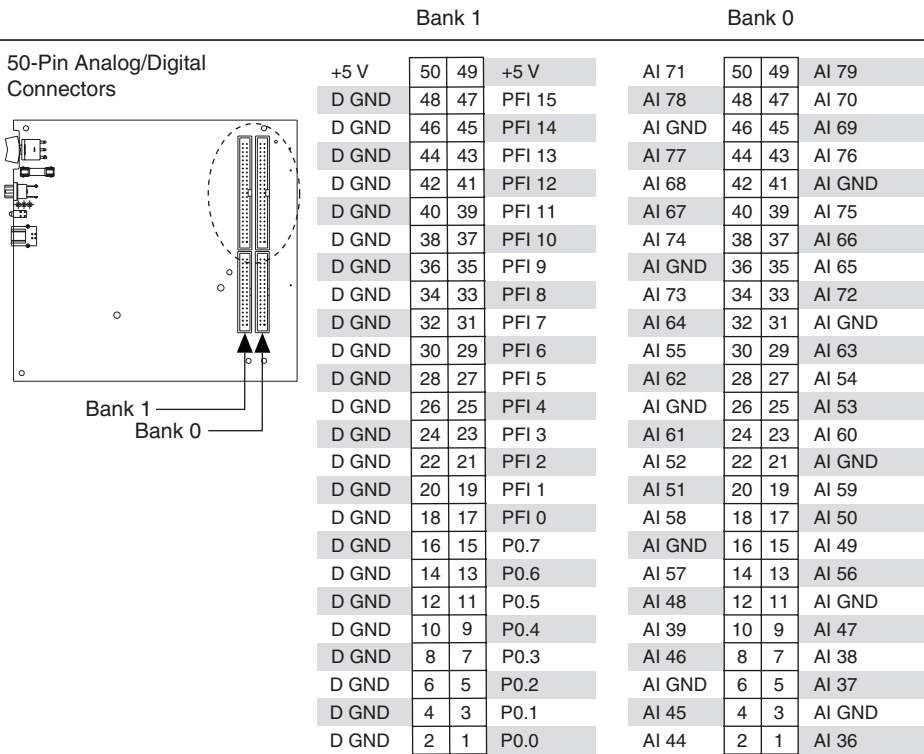 Bank 1 Bank 0
50-Pin Analog/Digital
Connectors
+5 V 50 49 +5 V AI 71 50 49 AI 79
D GND 48 47 PFI 15 AI 78 48 47 AI 70
D GND 46 45 PFI 14 AI GND 46 45 AI 69
D GND 44 43 PFI 13 AI 77 44 43 AI 76
D GND 42 41 PFI 12 AI 68 42 41 AI GND
D GND 40 39 PFI 11 AI 67 40 39 AI 75
D GND 38 37 PFI 10 AI 74 38 37 AI 66
D GND 36 35 PFI 9 AI GND 36 35 AI 65
D GND 34 33 PFI 8 AI 73 34 33 AI 72
D GND 32 31 PFI 7 AI 64 32 31 AI GND
D GND 30 29 PFI 6 AI 55 30 29 AI 63
D GND 28 27 PFI 5 AI 62 28 27 AI 54
D GND 26 25 PFI 4 AI GND 26 25 AI 53
D GND 24 23 PFI 3 AI 61 24 23 AI 60
D GND 22 21 PFI 2 AI 52 22 21 AI GND
D GND 20 19 PFI 1 AI 51 20 19 AI 59
D GND 18 17 PFI 0 AI 58 18 17 AI 50
D GND 16 15 P0.7 AI GND 16 15 AI 49
D GND 14 13 P0.6 AI 57 14 13 AI 56
D GND 12 11 P0.5 AI 48 12 11 AI GND
D GND 10 9 P0.4 AI 39 10 9 AI 47
D GND 8 7 P0.3 AI 46 8 7 AI 38
D GND 6 5 P0.2 AI GND 6 5 AI 37
D GND 4 3 P0.1 AI 45 4 3 AI GND
D GND 2 1 P0.0 AI 44 2 1 AI 36
Bank 1
Bank 0